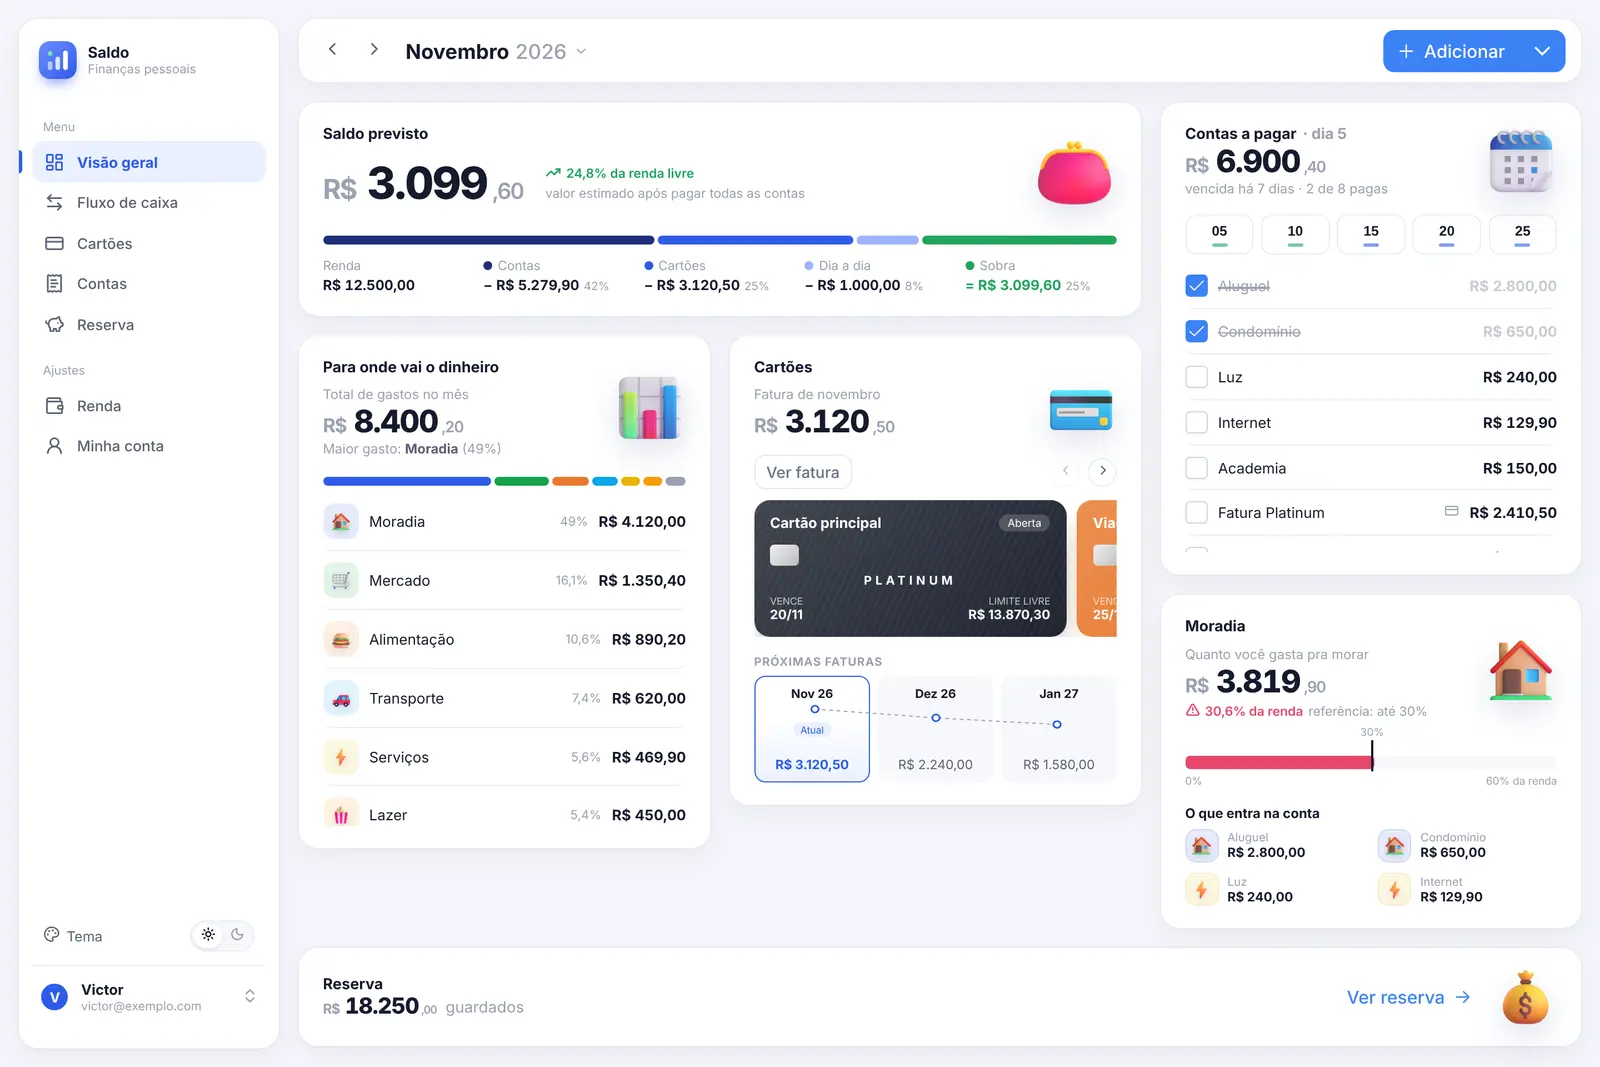 Saldo
Finanças pessoais
Menu
Visão geral
Fluxo de caixa
Cartões
Contas
Reserva
Ajustes
Renda
Minha conta
Tema
V
Victor
victor@exemplo.com
Novembro 2026
Adicionar
Saldo previsto
R$ 3.099,60
24,8% da renda livre
valor estimado após pagar todas as contas
Renda
R$ 12.500,00
Contas
– R$ 5.279,90 42%
Cartões
– R$ 3.120,50 25%
Dia a dia
– R$ 1.000,00 8%
Sobra
= R$ 3.099,60 25%
Para onde vai o dinheiro
Total de gastos no mês
R$ 8.400,20
Maior gasto: Moradia (49%)
Moradia 49% R$ 4.120,00
Mercado 16,1% R$ 1.350,40
Alimentação 10,6% R$ 890,20
Transporte 7,4% R$ 620,00
Serviços 5,6% R$ 469,90
Lazer 5,4% R$ 450,00
Cartões
Fatura de novembro
R$ 3.120,50
Ver fatura
Cartão principal Aberta
PLATINUM
VENCE
20/11
LIMITE LIVRE
R$ 13.870,30
PRÓXIMAS FATURAS
Nov 26
Atual
R$ 3.120,50
Dez 26
R$ 2.240,00
Jan 27
R$ 1.580,00
Contas a pagar · dia 5
R$ 6.900,40
vencida há 7 dias · 2 de 8 pagas
05 10 15 20 25
Aluguel R$ 2.800,00
Condomínio R$ 650,00
Luz R$ 240,00
Internet R$ 129,90
Academia R$ 150,00
Fatura Platinum R$ 2.410,50
Moradia
Quanto você gasta pra morar
R$ 3.819,90
30,6% da renda referência: até 30%
30%
0% 60% da renda
O que entra na conta
Aluguel
R$ 2.800,00
Condomínio
R$ 650,00
Luz
R$ 240,00
Internet
R$ 129,90
Reserva
R$ 18.250,00 guardados
Ver reserva